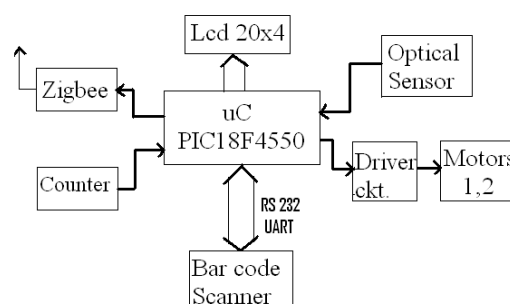 Lcd 20x4
Optical
Sensor
Zigbee
uC
PIC18F4550
Counter
Driver
ckt.
Motors
1,2
RS 232
UART
Bar code
Scanner